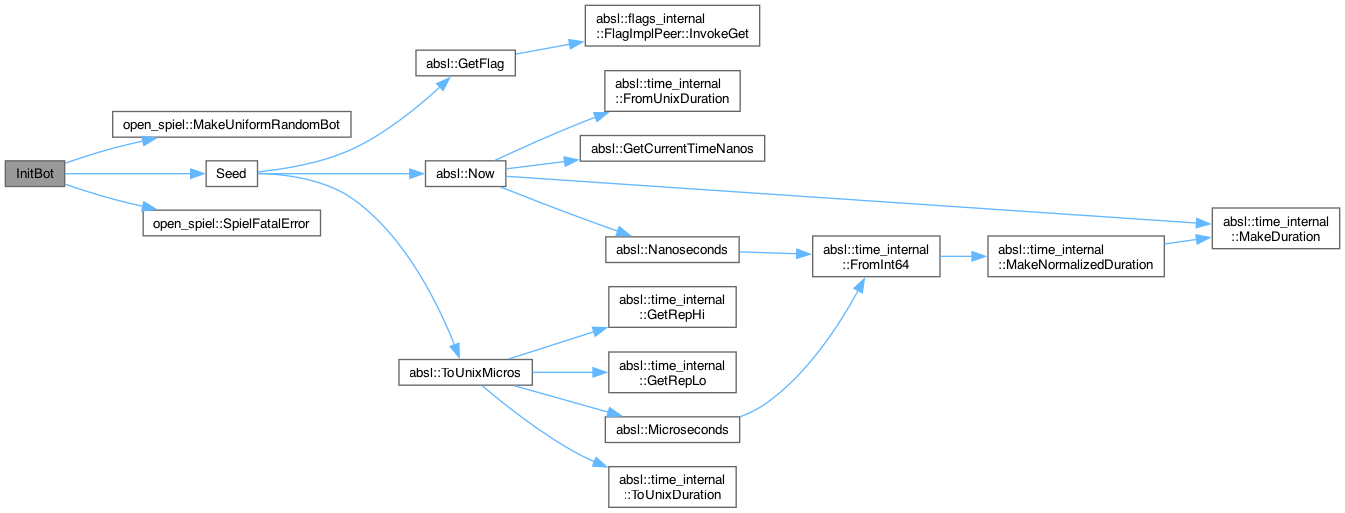 InitBot
open_spiel::MakeUniformRandomBot
Seed
open_spiel::SpielFatalError
absl::GetFlag
absl::flags_internal
::FlagImplPeer::InvokeGet
absl::Now
absl::time_internal
::FromUnixDuration
absl::GetCurrentTimeNanos
absl::Nanoseconds
absl::time_internal
::FromInt64
absl::time_internal
::MakeNormalizedDuration
absl::time_internal
::MakeDuration
absl::ToUnixMicros
absl::time_internal
::GetRepHi
absl::time_internal
::GetRepLo
absl::Microseconds
absl::time_internal
::ToUnixDuration